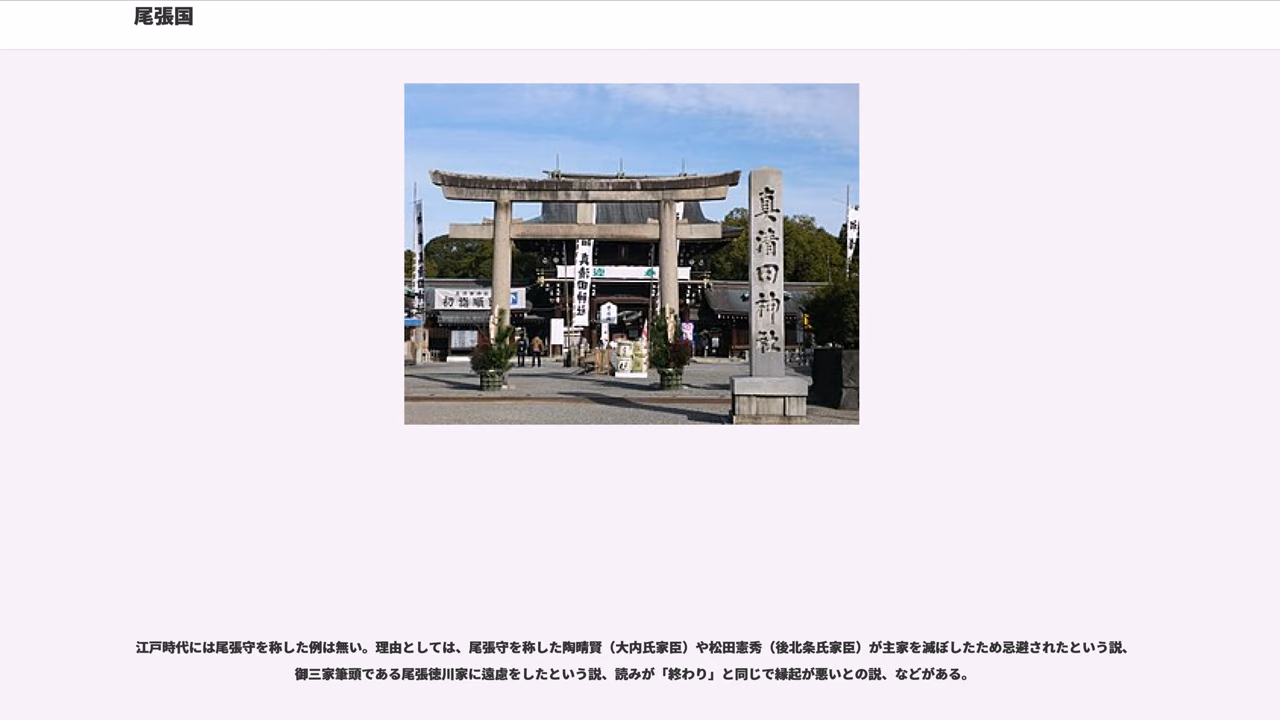 尾張国
真清田神社
真清田神社
江戸時代には尾張守を称した例は無い。理由としては、尾張守を称した陶晴賢（大内氏家臣）や松田憲秀（後北条氏家臣）が主家を滅ぼしたため忌避されたという説、
御三家筆頭である尾張徳川家に遠慮をしたという説、読みが「終わり」と同じで縁起が悪いとの説、などがある。